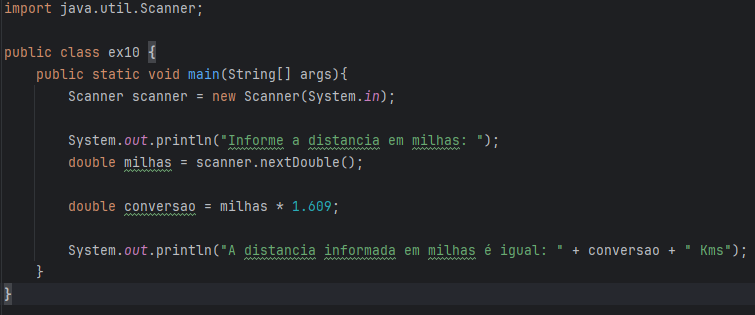 import java.util.Scanner;
public class ex10 {
public static void main(String[] args){
Scanner scanner = new Scanner(System.in);
System.out.println("Informe a distancia em milhas: ");
double milhas = scanner.nextDouble();
double conversao = milhas * 1.609;
System.out.println("A distancia informada em milhas é igual: " + conversao + " Kms");
}
}